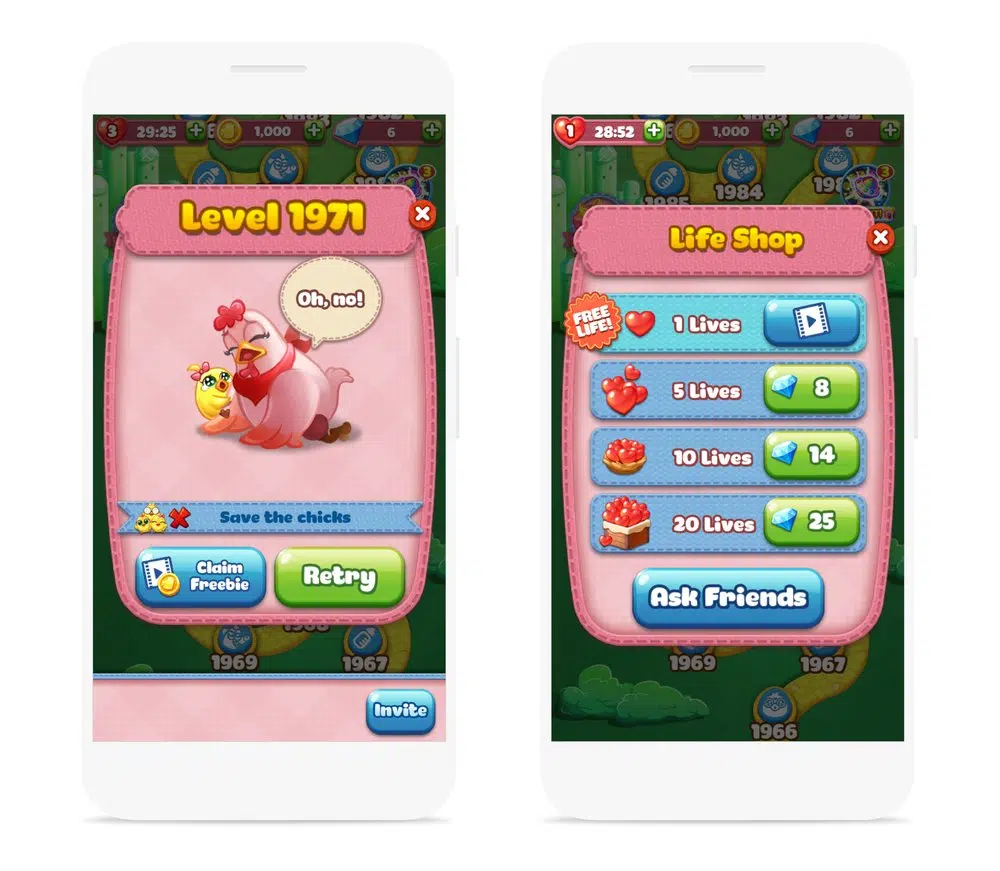 3 29:25 1,000 6
Level 1971
Oh, no!
Save the chicks
Claim
Freebie
Retry
1969
1967
Invite
1 28:52 1,000 6
3
1984
1985
Life Shop
FREE
LIFE!
1 Lives
5 Lives 8
10 Lives 14
20 Lives 25
Ask Friends
1969
1967
1966